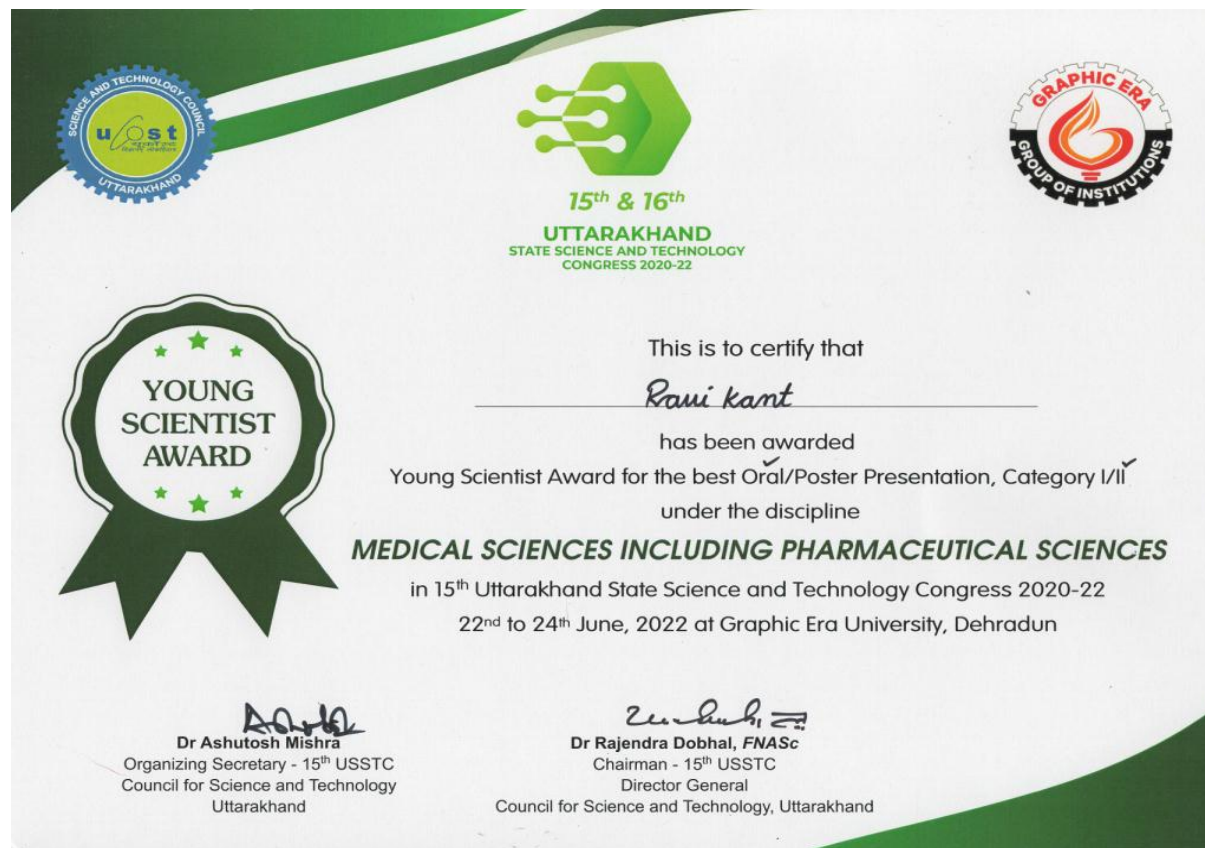 SCIENCE AND TECHNOLOGY COUNCIL
u st
UTTARAKHAND
15th & 16th
UTTARAKHAND
STATE SCIENCE AND TECHNOLOGY
CONGRESS 2020-22
GRAPHIC ERA
GROUP OF INSTITUTIONS
YOUNG
SCIENTIST
AWARD
This is to certify that
Ravi Kant
has been awarded
Young Scientist Award for the best Oral/Poster Presentation, Category I/II
under the discipline
MEDICAL SCIENCES INCLUDING PHARMACEUTICAL SCIENCES
in 15th Uttarakhand State Science and Technology Congress 2020-22
22nd to 24th June, 2022 at Graphic Era University, Dehradun
Dr Ashutosh Mishra
Organizing Secretary - 15th USSTC
Council for Science and Technology
Uttarakhand
Dr Rajendra Dobhal, FNASc
Chairman - 15th USSTC
Director General
Council for Science and Technology, Uttarakhand